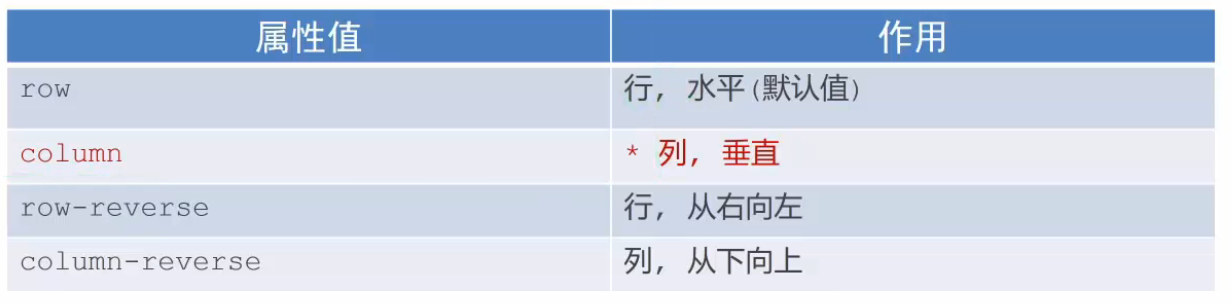 属性值 作用
row 行, 水平(默认值)
column * 列, 垂直
row-reverse 行, 从右向左
column-reverse 列, 从下向上